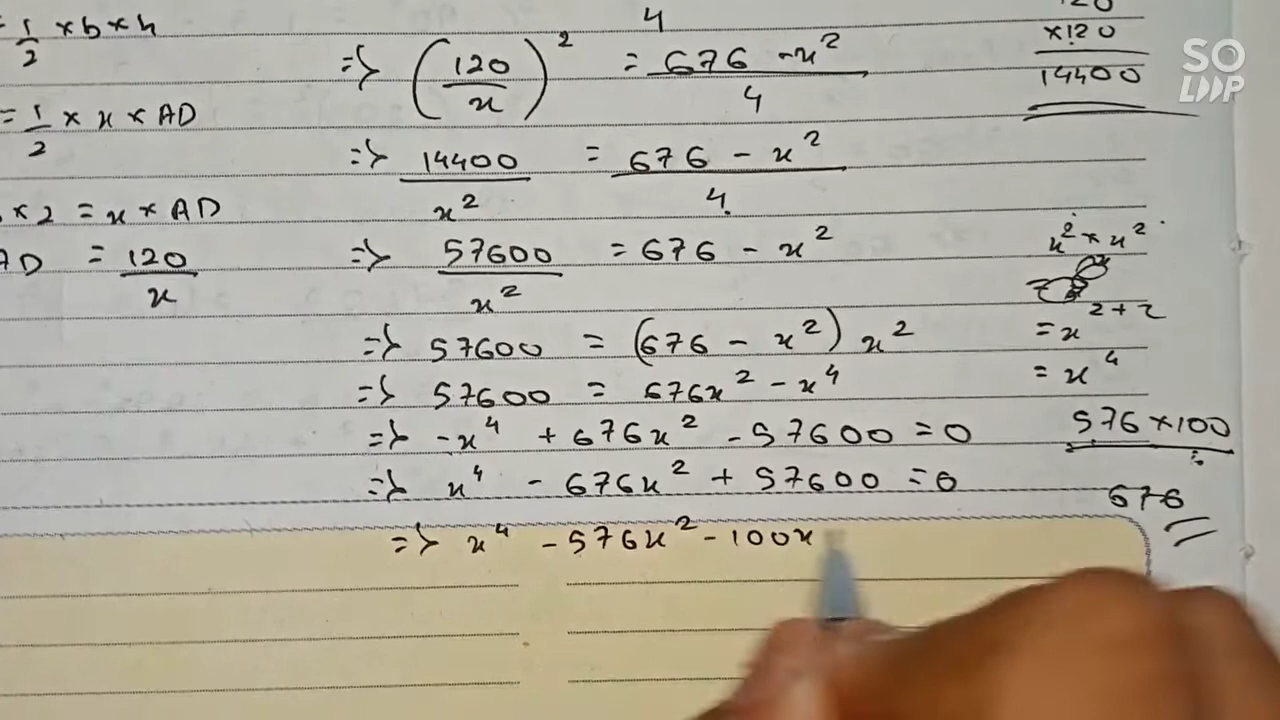 = 1/2 × b × h
= 1/2 × x × AD
× 2 = x × AD
AD = 120/x
4
=> (120/x)² = 676 - x²/4
=> 14400/x² = 676 - x²/4
=> 57600/x² = 676 - x²
=> 57600 = (676 - x²) x²
=> 57600 = 676x² - x⁴
=> -x⁴ + 676x² - 57600 = 0
=> x⁴ - 676x² + 57600 = 0
=> x⁴ - 576x² - 100x
×120
14400
x² × x²
= x²⁺²
= x⁴
576 × 100
676
SO
LOOP